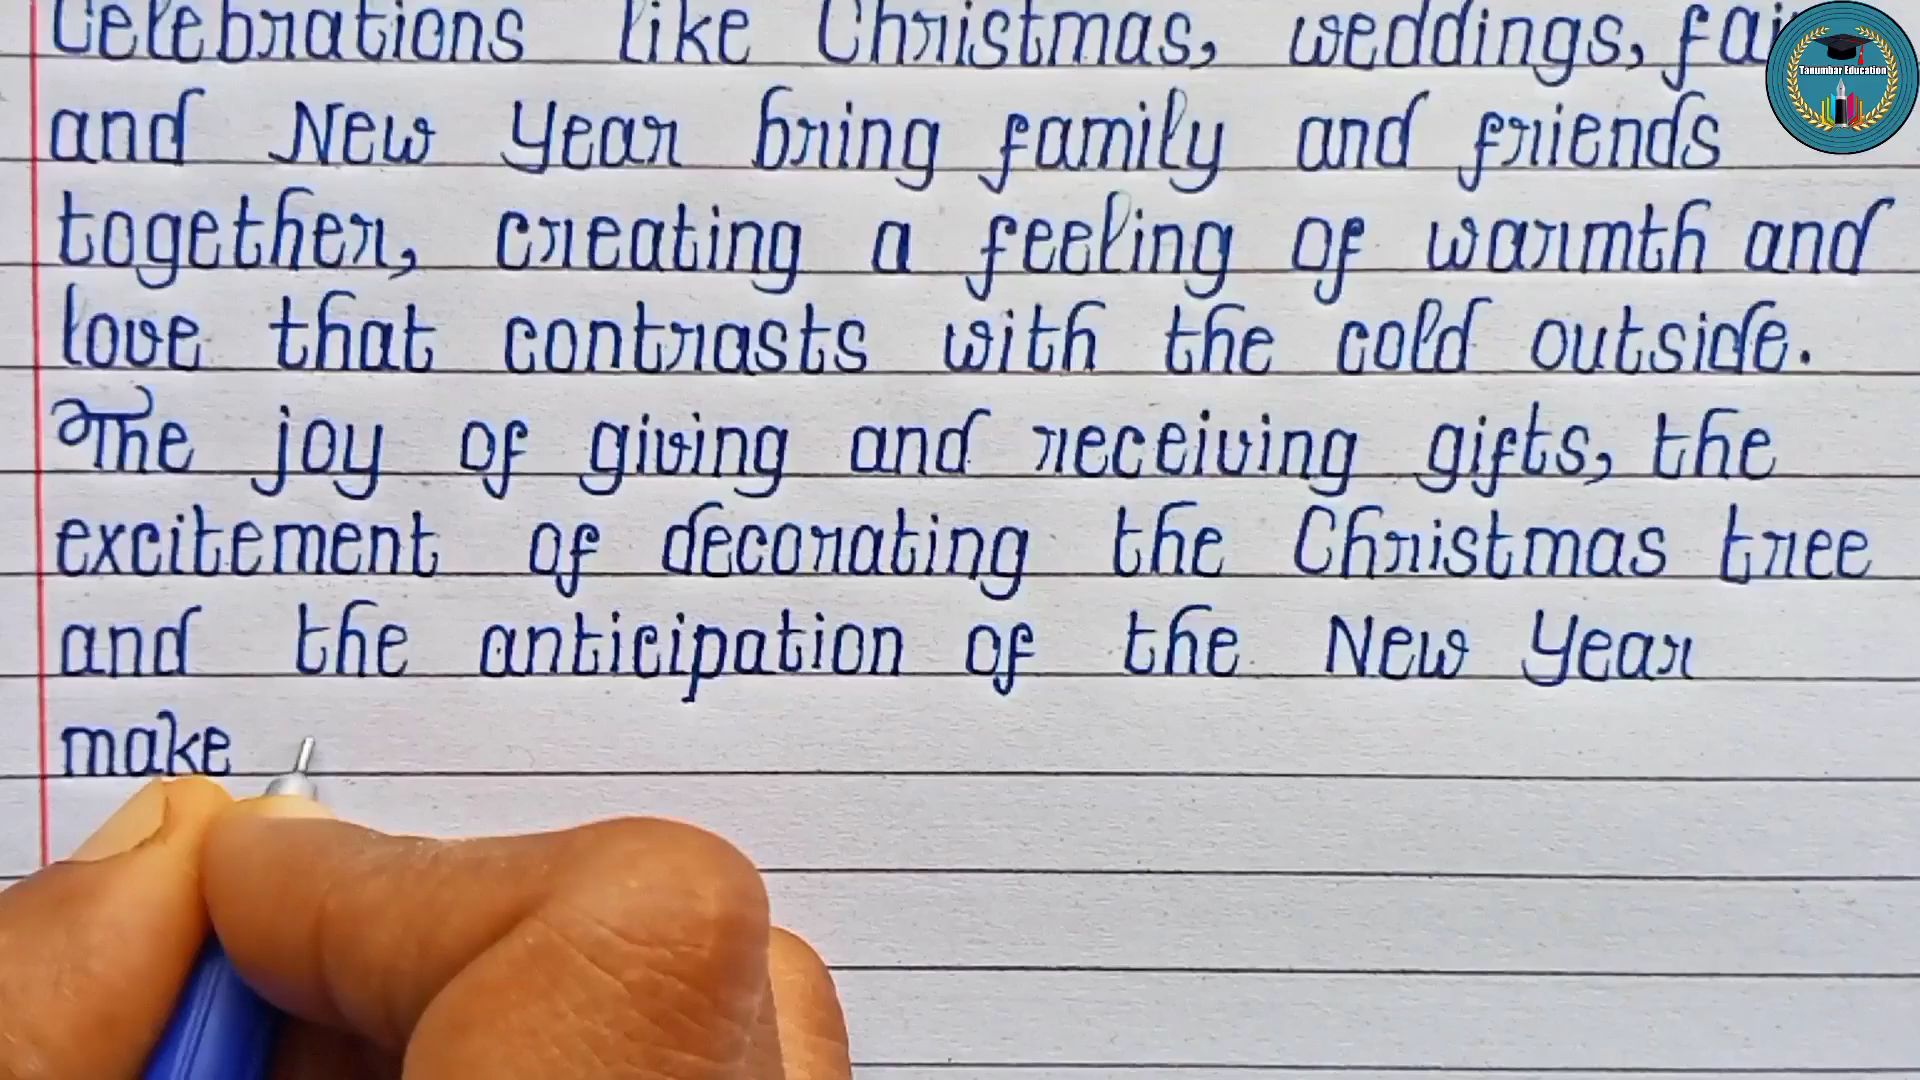 Celebrations like Christmas, weddings,
and New Year bring family and friends
together, creating a feeling of warmth and
love that contrasts with the cold outside.
The joy of giving and receiving gifts, the
excitement of decorating the Christmas tree
and the anticipation of the New Year
make
Tanumbar Education